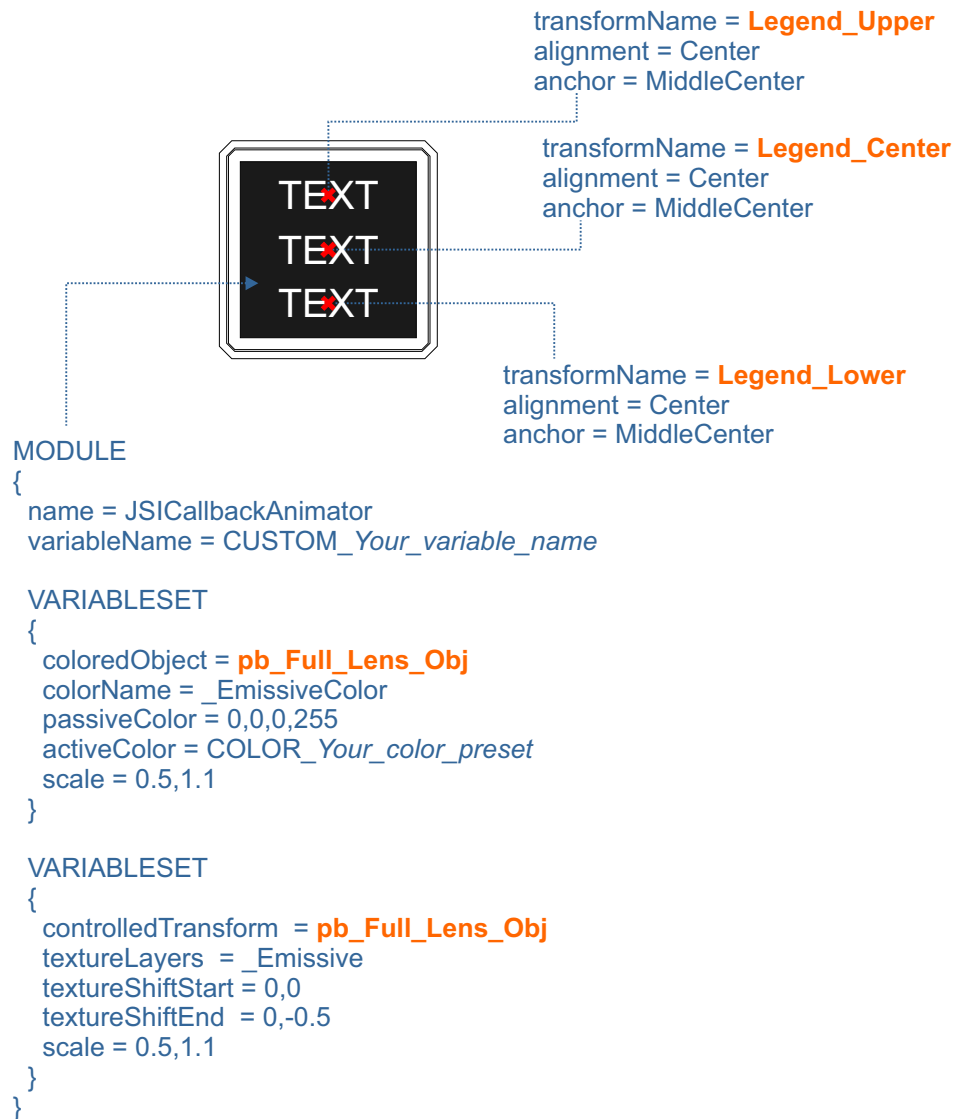 transformName = Legend_Upper
alignment = Center
anchor = MiddleCenter
transformName = Legend_Center
alignment = Center
anchor = MiddleCenter
TEXT
TEXT
TEXT
transformName = Legend_Lower
alignment = Center
anchor = MiddleCenter
MODULE
{
name = JSICallbackAnimator
variableName = CUSTOM_Your_variable_name
VARIABLESET
{
coloredObject = pb_Full_Lens_Obj
colorName = _EmissiveColor
passiveColor = 0,0,0,255
activeColor = COLOR_Your_color_preset
scale = 0.5,1.1
}
VARIABLESET
{
controlledTransform = pb_Full_Lens_Obj
textureLayers = _Emissive
textureShiftStart = 0,0
textureShiftEnd = 0,-0.5
scale = 0.5,1.1
}
}